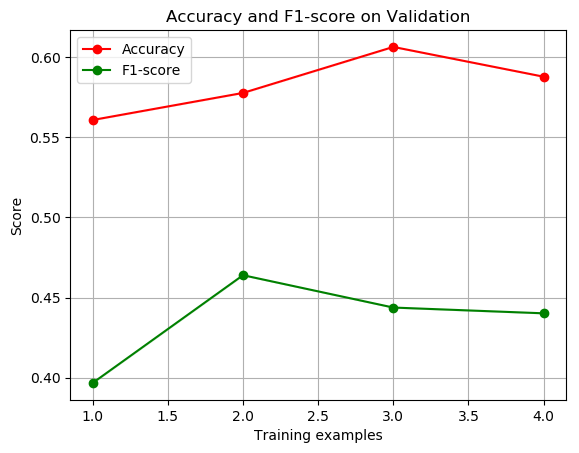 Accuracy and F1-score on Validation
Accuracy
F1-score
0.60
0.55
0.50
0.45
0.40
Score
1.0 1.5 2.0 2.5 3.0 3.5 4.0
Training examples